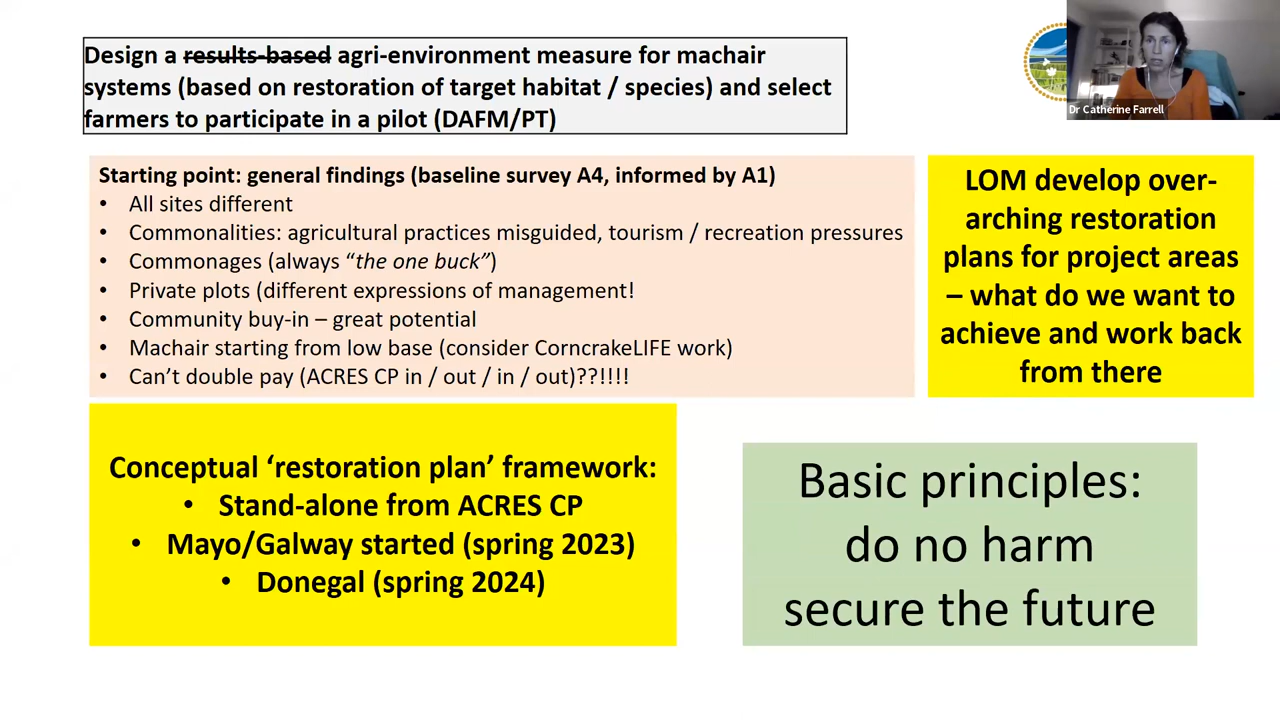 Design a results-based agri-environment measure for machair
systems (based on restoration of target habitat / species) and select
farmers to participate in a pilot (DAFM/PT)
Dr Catherine Farrell
Starting point: general findings (baseline survey A4, informed by A1)
• All sites different
• Commonalities: agricultural practices misguided, tourism / recreation pressures
• Commonages (always “the one buck”)
• Private plots (different expressions of management!
• Community buy-in – great potential
• Machair starting from low base (consider CorncrakeLIFE work)
• Can’t double pay (ACRES CP in / out / in / out)??!!!!
LOM develop over-
arching restoration
plans for project areas
– what do we want to
achieve and work back
from there
Conceptual ‘restoration plan’ framework:
• Stand-alone from ACRES CP
• Mayo/Galway started (spring 2023)
• Donegal (spring 2024)
Basic principles:
do no harm
secure the future